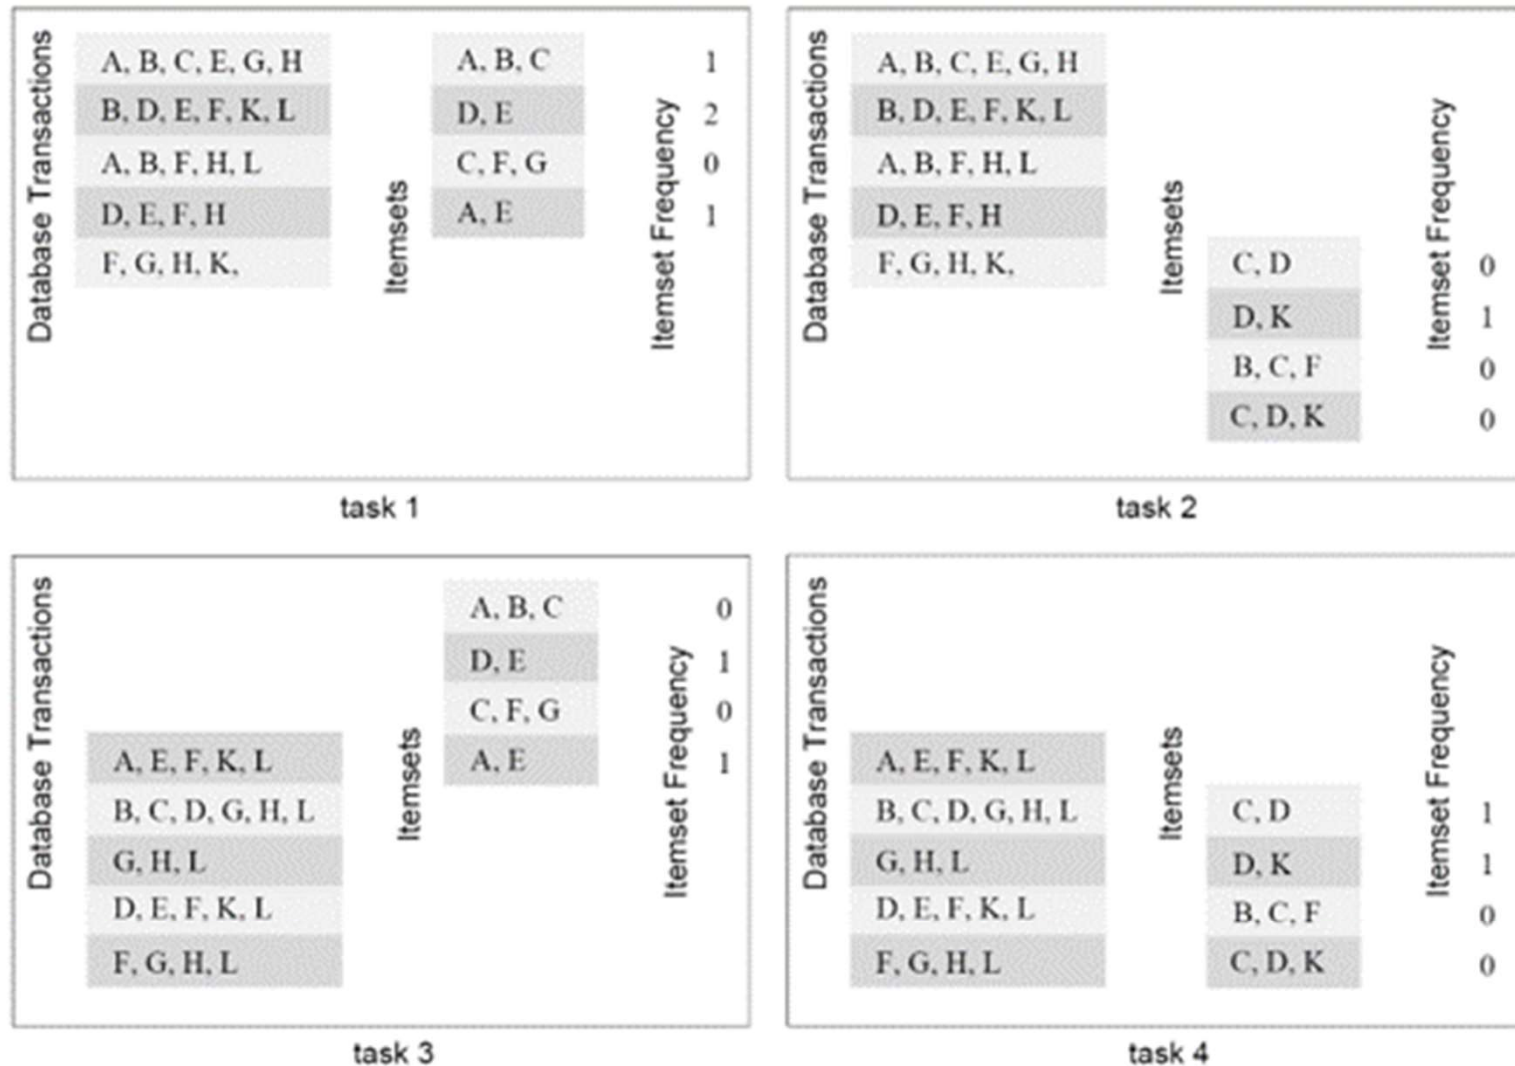 Database Transactions
A, B, C, E, G, H
B, D, E, F, K, L
A, B, F, H, L
D, E, F, H
F, G, H, K,
Itemsets
A, B, C
D, E
C, F, G
A, E
Itemset Frequency
1
2
0
1
task 1
Database Transactions
A, B, C, E, G, H
B, D, E, F, K, L
A, B, F, H, L
D, E, F, H
F, G, H, K,
Itemsets
C, D
D, K
B, C, F
C, D, K
Itemset Frequency
0
1
0
0
task 2
Database Transactions
A, E, F, K, L
B, C, D, G, H, L
G, H, L
D, E, F, K, L
F, G, H, L
Itemsets
A, B, C
D, E
C, F, G
A, E
Itemset Frequency
0
1
0
1
task 3
Database Transactions
A, E, F, K, L
B, C, D, G, H, L
G, H, L
D, E, F, K, L
F, G, H, L
Itemsets
C, D
D, K
B, C, F
C, D, K
Itemset Frequency
1
1
0
0
task 4